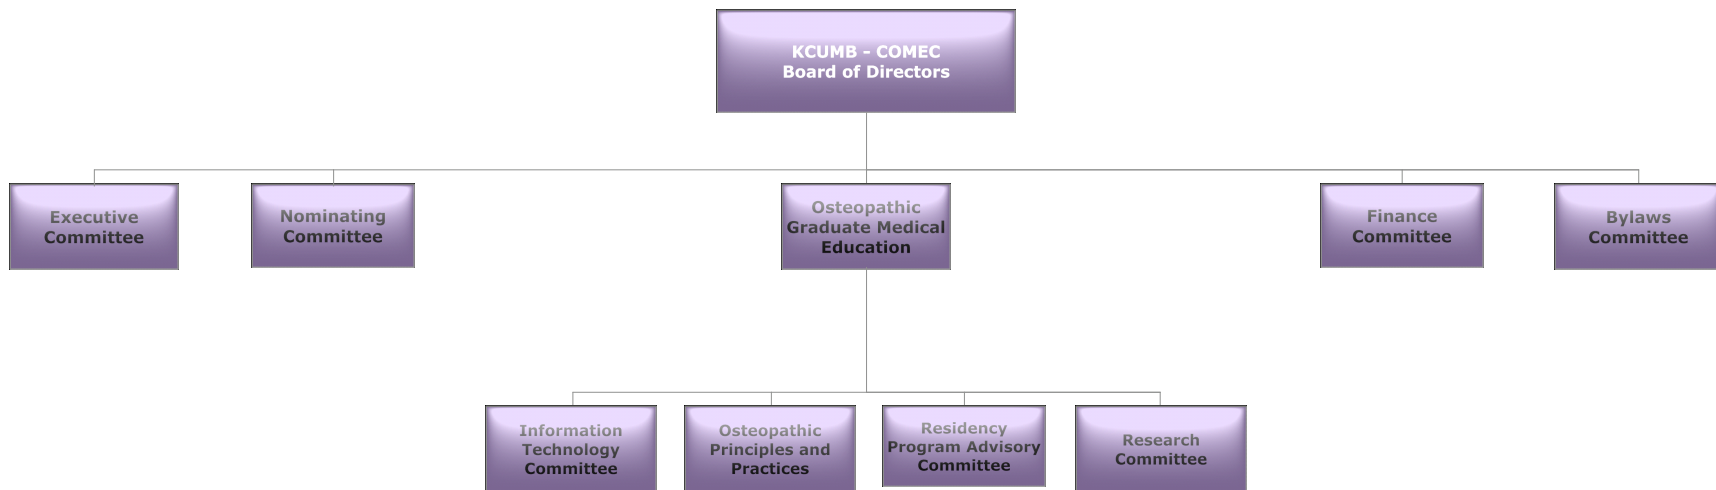 KCUMB - COMEC
Board of Directors
Executive
Committee
Nominating
Committee
Osteopathic
Graduate Medical
Education
Finance
Committee
Bylaws
Committee
Information
Technology
Committee
Osteopathic
Principles and
Practices
Residency
Program Advisory
Committee
Research
Committee